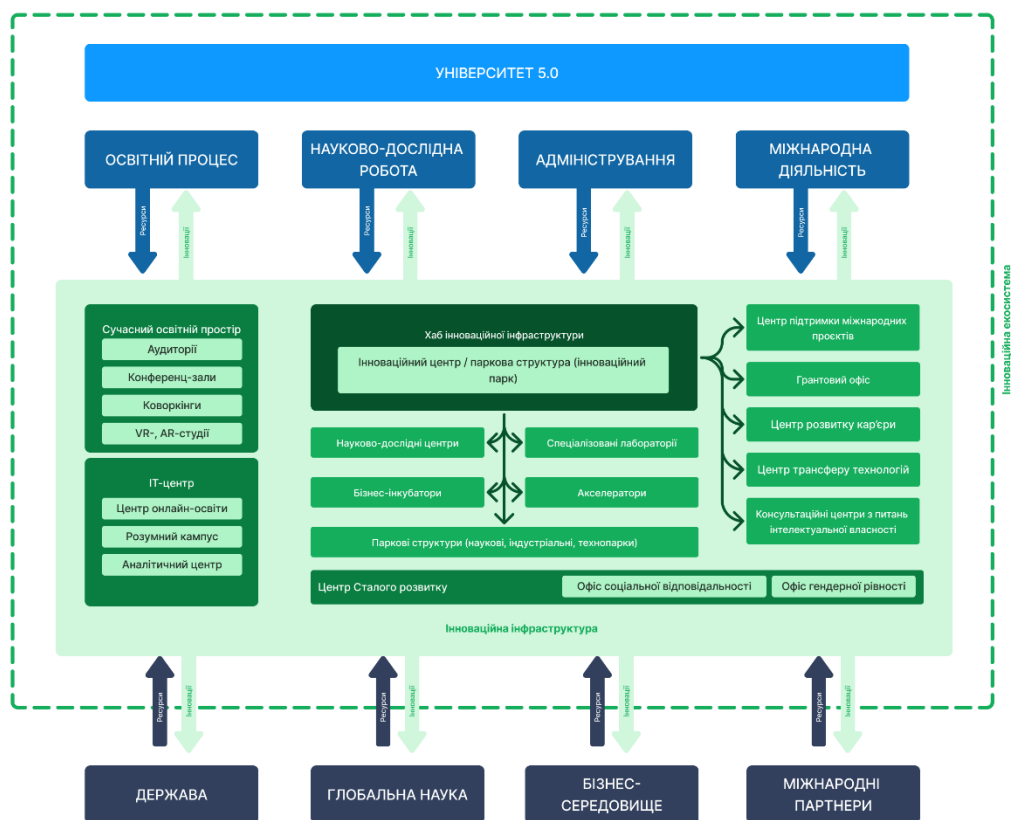 УНІВЕРСИТЕТ 5.0
ОСВІТНІЙ ПРОЦЕС
НАУКОВО-ДОСЛІДНА
РОБОТА
АДМІНІСТРУВАННЯ
МІЖНАРОДНА
ДІЯЛЬНІСТЬ
Ресурси
Інновації
Ресурси
Інновації
Ресурси
Інновації
Ресурси
Інновації
Інноваційна екосистема
Сучасний освітній простір
Аудиторії
Конференц-зали
Коворкінги
VR-, AR-студії
ІТ-центр
Центр онлайн-освіти
Розумний кампус
Аналітичний центр
Хаб інноваційної інфраструктури
Інноваційний центр / паркова структура (інноваційний
парк)
Науково-дослідні центри
Спеціалізовані лабораторії
Бізнес-інкубатори
Акселератори
Паркові структури (наукові, індустріальні, технопарки)
Центр підтримки міжнародних
проєктів
Грантовий офіс
Центр розвитку кар'єри
Центр трансферу технологій
Консультаційні центри з питань
інтелектуальної власності
Центр Сталого розвитку
Офіс соціальної відповідальності
Офіс гендерної рівності
Інноваційна інфраструктура
Ресурси
Інновації
Ресурси
Інновації
Ресурси
Інновації
Ресурси
Інновації
ДЕРЖАВА
ГЛОБАЛЬНА НАУКА
БІЗНЕС-
СЕРЕДОВИЩЕ
МІЖНАРОДНІ
ПАРТНЕРИ